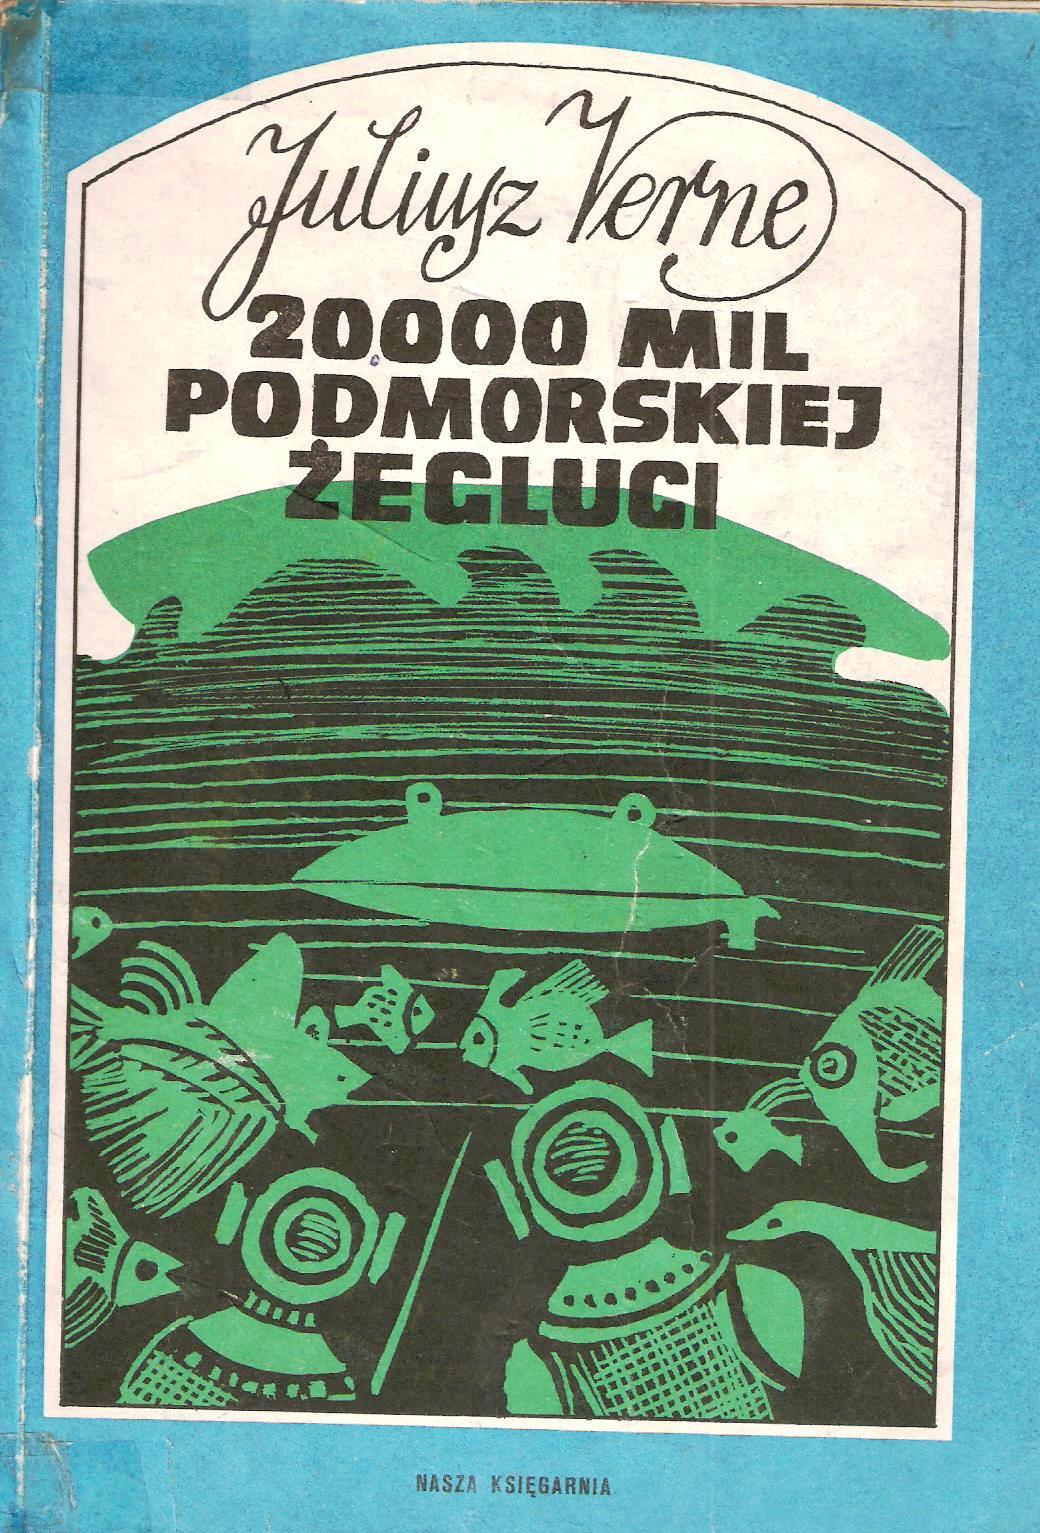 Juliusz Verne
20000 MIL
PODMORSKIEJ
ŻEGLUGI
NASZA KSIĘGARNIA